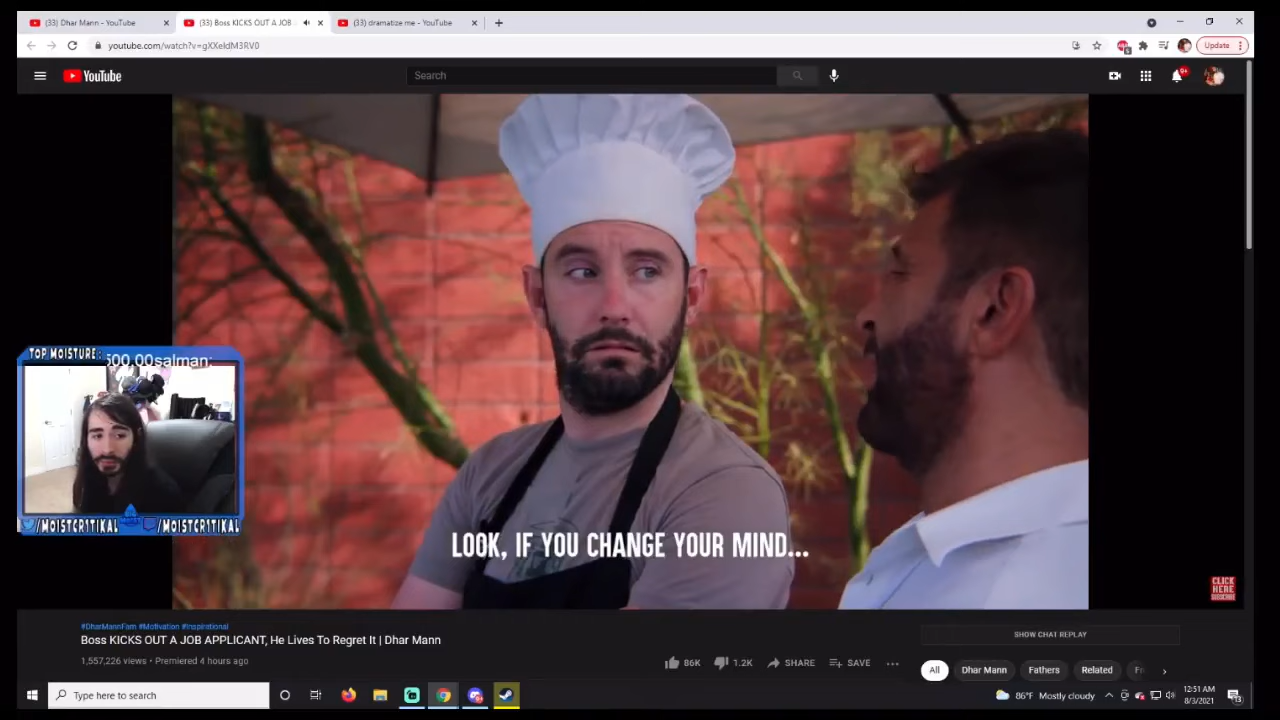 (33) Dhar Mann - YouTube
(33) Boss KICKS OUT A JOB
(33) dramatize me - YouTube
youtube.com/watch?v=gXXeIdM3RV0
Update
YouTube
Search
9+
TOP MOISTURE :
500.00salman:
/MOISTCR1TIKAL
/MOISTCR1TIKAL
LOOK, IF YOU CHANGE YOUR MIND...
CLICK
HERE
SUBSCRIBE
#DharMannFam #Motivation #Inspirational
Boss KICKS OUT A JOB APPLICANT, He Lives To Regret It | Dhar Mann
1,557,226 views • Premiered 4 hours ago
86K
1.2K
SHARE
SAVE
SHOW CHAT REPLAY
All
Dhar Mann
Fathers
Related
Type here to search
86°F Mostly cloudy
12:51 AM
8/3/2021